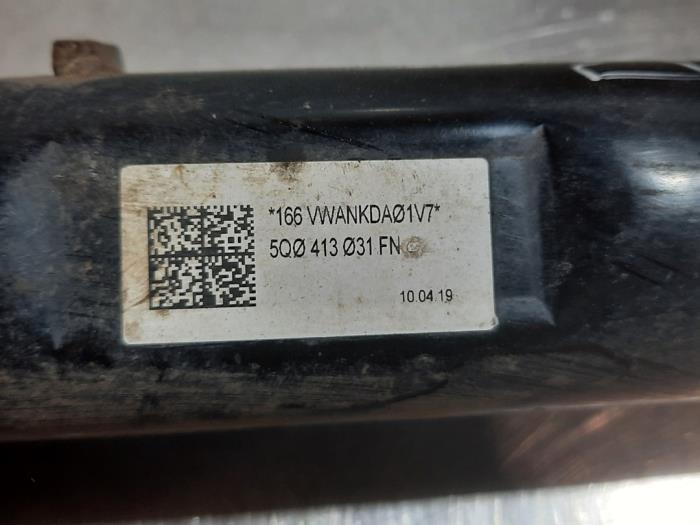 *166 VWANKDAØ1V7*
5QØ 413 Ø31 FN
10.04.19